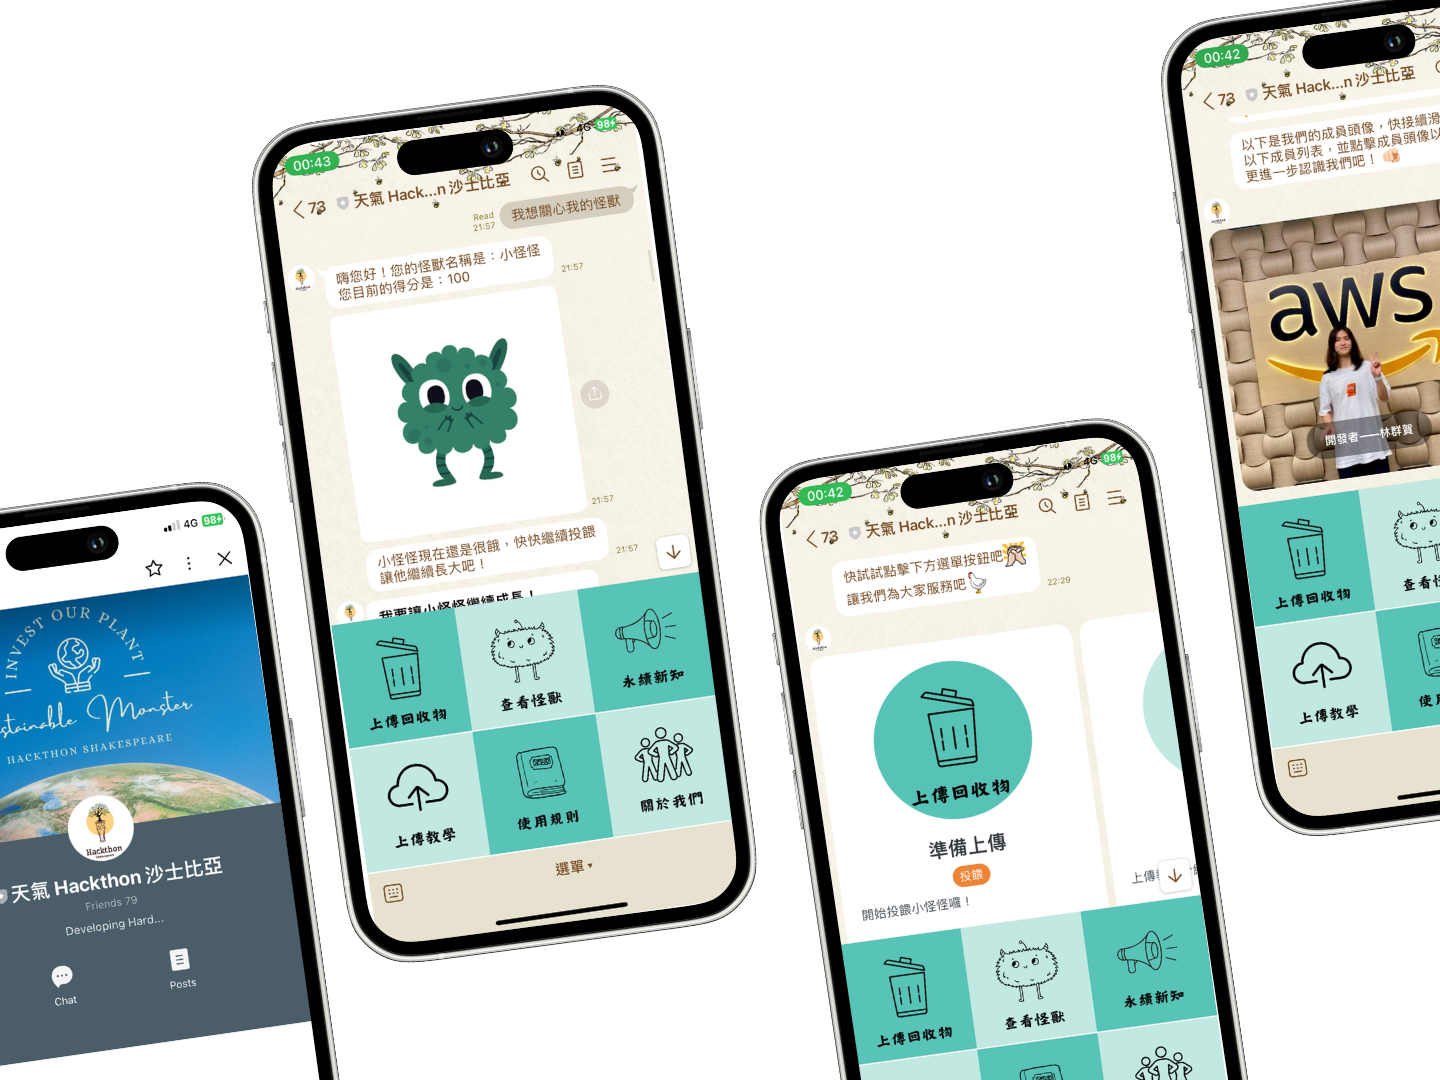 4G 98
INVEST OUR PLANT
stainable Monster
HACKTHON SHAKESPEARE
Hackthon
天氣 Hackthon 沙士比亞
Friends 79
Developing Hard...
Chat
Posts
00:43
4G 98
73
天氣 Hack...n 沙士比亞
我想關心我的怪獸
Read
21:57
嗨您好！您的怪獸名稱是：小怪怪
您目前的得分是：100
21:57
21:57
小怪怪現在還是很餓，快快繼續投餵
讓他繼續長大吧！
21:57
我要讓小怪怪繼續成長！
上傳回收物
查看怪獸
永續新知
上傳教學
使用規則
關於我們
選單
00:42
4G 98
73
天氣 Hack...n 沙士比亞
快試試點擊下方選單按鈕吧
讓我們為大家服務吧
22:29
上傳回收物
準備上傳
投餵
開始投餵小怪怪囉！
上傳
上傳回收物
查看怪獸
永續新知
00:42
73
天氣 Hack...n 沙士比亞
以下是我們的成員頭像，快接續滑
以下成員列表，並點擊成員頭像以
更進一步認識我們吧！
aws
開發者——林群賀
上傳回收物
查看怪
上傳教學
使用